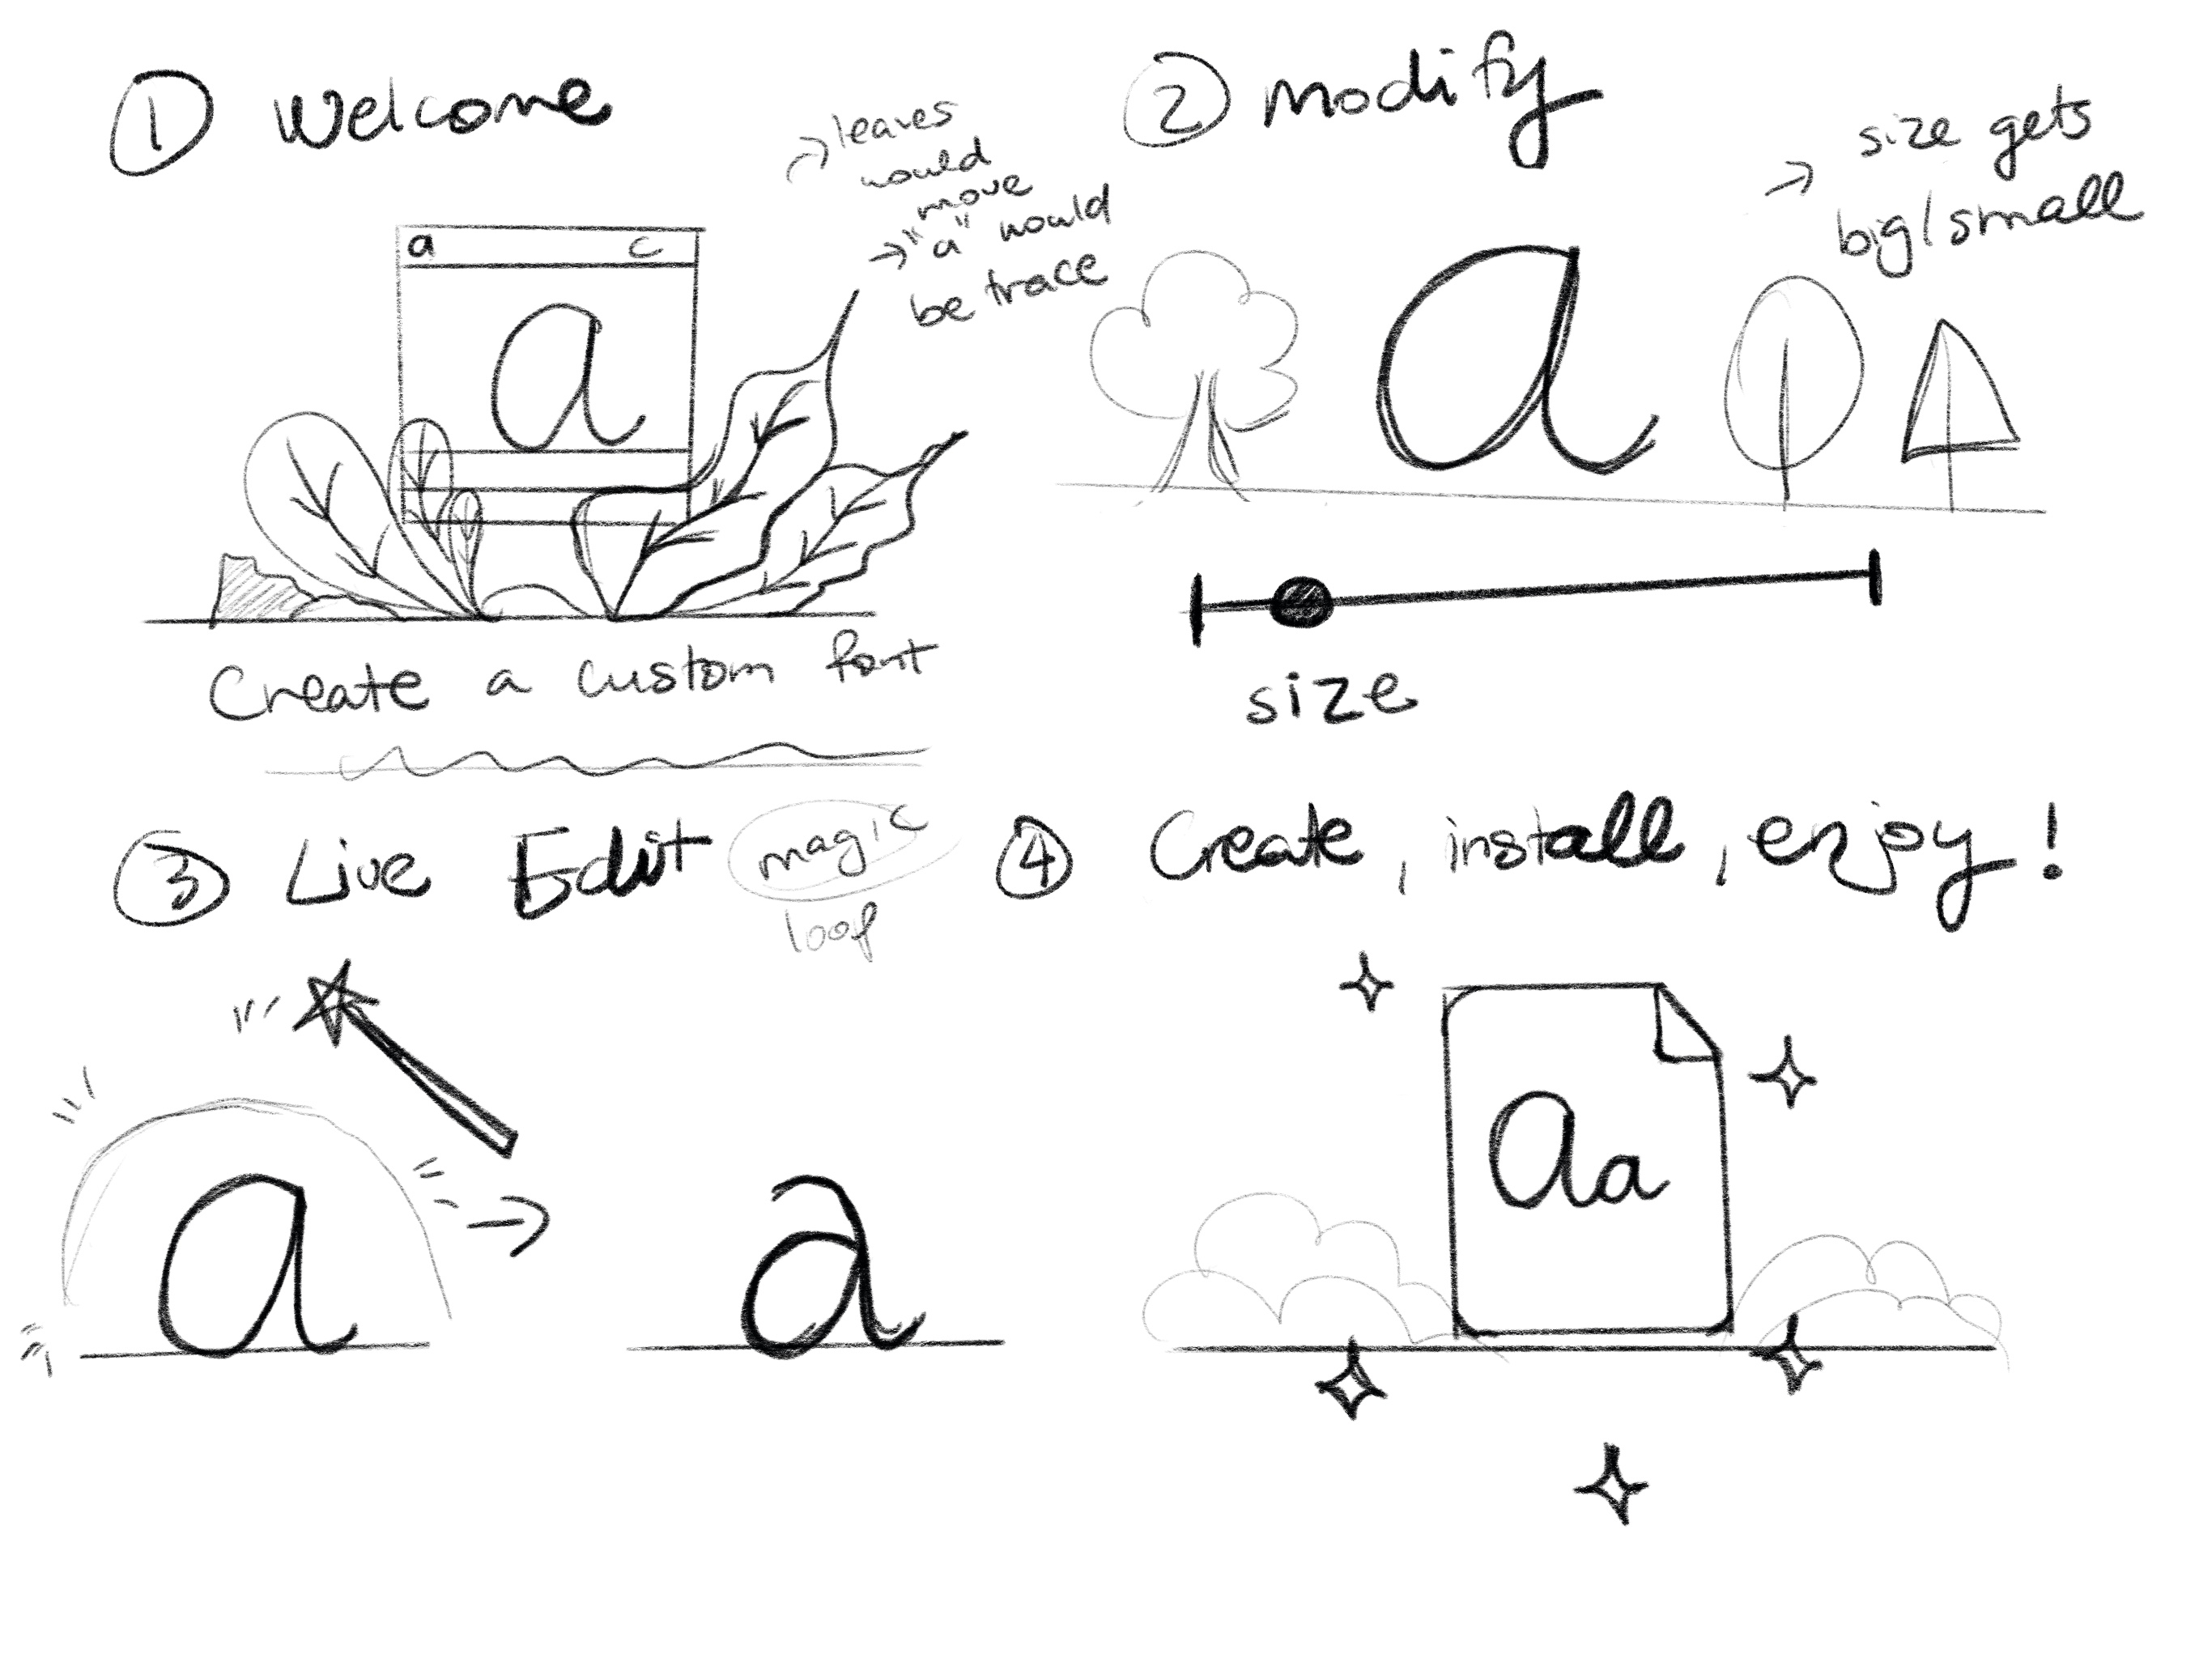 1 Welcome
→ leaves
would
move
→ "a" would
be trace
a c
a
Create a custom font
2 modify
→ size gets
big/small
a
size
3 Live Edit magic
loop
a → a
4 Create, install, enjoy!
Aa